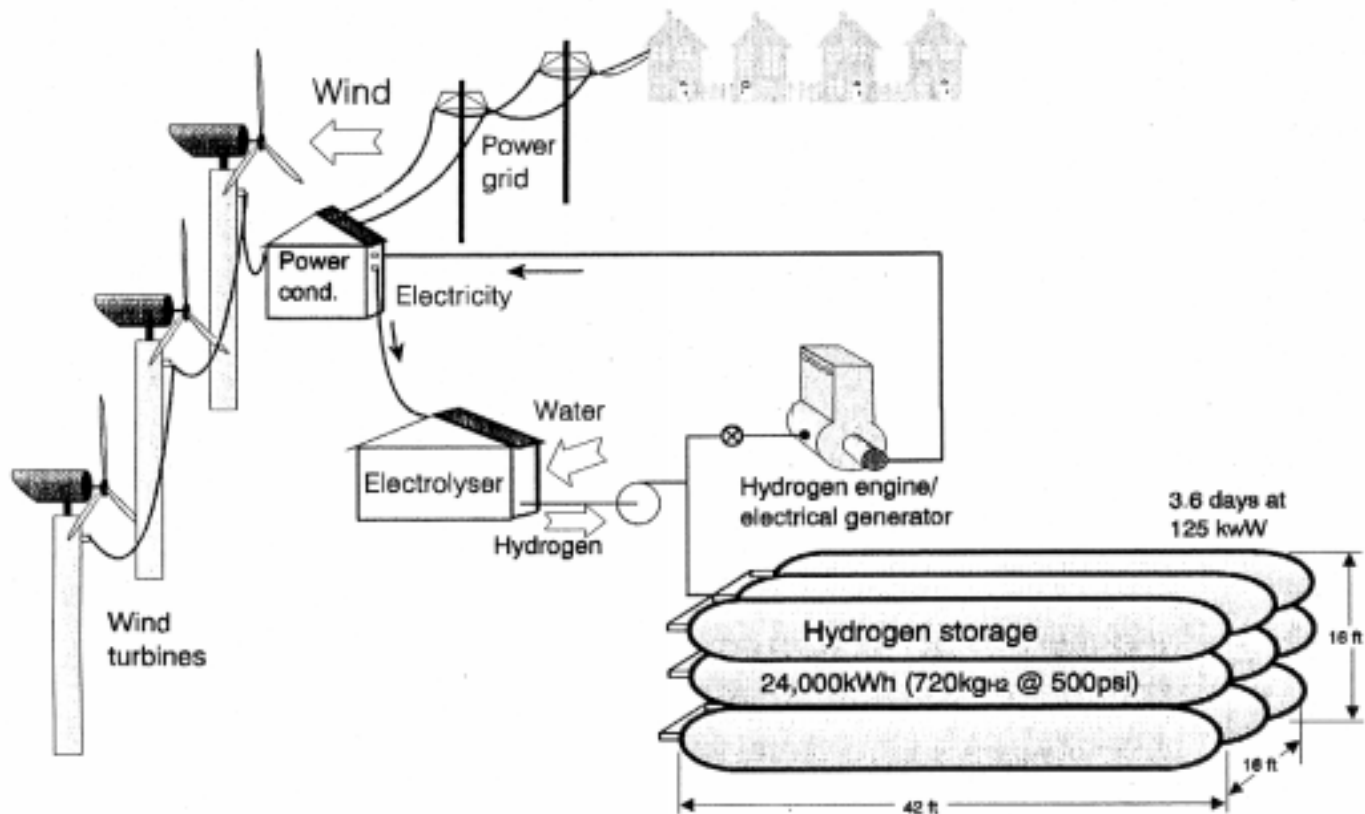 Wind
Power
grid
Power
cond.
Electricity
Water
Electrolyser
Hydrogen
Hydrogen engine/
electrical generator
3.6 days at
125 kwW
Wind
turbines
Hydrogen storage
24,000kWh (720kgH2 @ 500psi)
16 ft
16 ft
42 ft